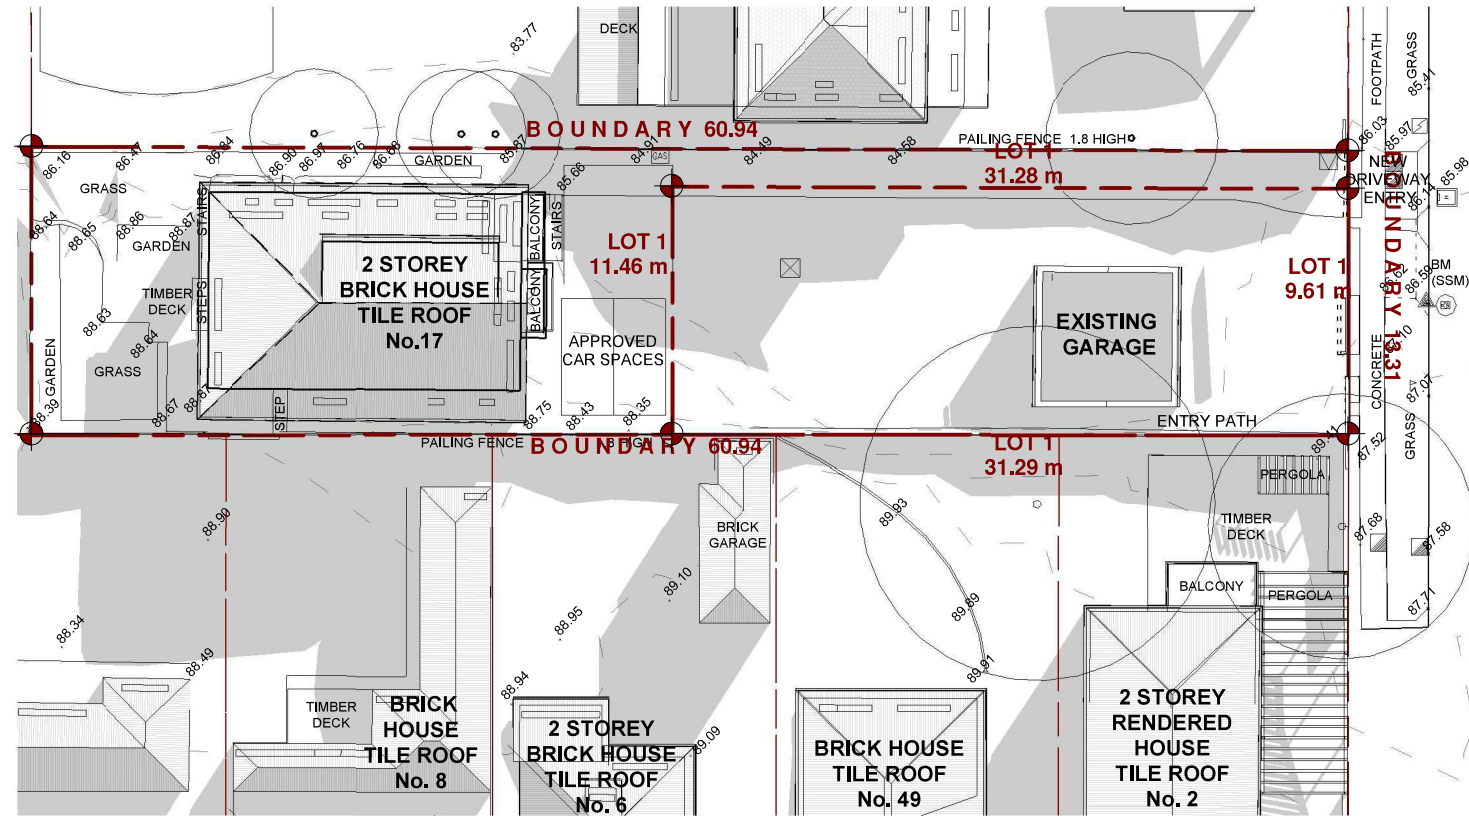 83.77
DECK
FOOTPATH
GRASS
85.41
BOUNDARY 60.94
PAILING FENCE 1.8 HIGH
86.03
85.97
86.16
86.47
86.84
86.90
86.97
86.76
86.68
GARDEN
85.87
84.91
GAS
84.49
84.58
LOT 1
31.28 m
NEW
DRIVEWAY
ENTRY
86.14
85.98
GRASS
85.66
88.64
88.65
88.86
88.87
STAIRS
GARDEN
BALCONY
STAIRS
LOT 1
11.46 m
2 STOREY
BRICK HOUSE
TILE ROOF
No.17
TIMBER
DECK
STEPS
BALCONY
LOT 1
9.61 m
BOUNDARY 13.31
86.59
BM
(SSM)
88.63
88.64
GRASS
GARDEN
APPROVED
CAR SPACES
EXISTING
GARAGE
CONCRETE
87.07
88.39
88.67
88.87
STEP
88.75
88.43
88.35
ENTRY PATH
PAILING FENCE
BOUNDARY 60.94
LOT 1
31.29 m
89.41
87.52
GRASS
PERGOLA
88.90
BRICK
GARAGE
89.93
TIMBER
DECK
87.68
87.58
89.10
BALCONY
PERGOLA
87.71
88.95
89.89
88.34
88.49
88.94
89.91
TIMBER
DECK
BRICK
HOUSE
TILE ROOF
No. 8
2 STOREY
BRICK HOUSE
TILE ROOF
No. 6
89.09
BRICK HOUSE
TILE ROOF
No. 49
2 STOREY
RENDERED
HOUSE
TILE ROOF
No. 2